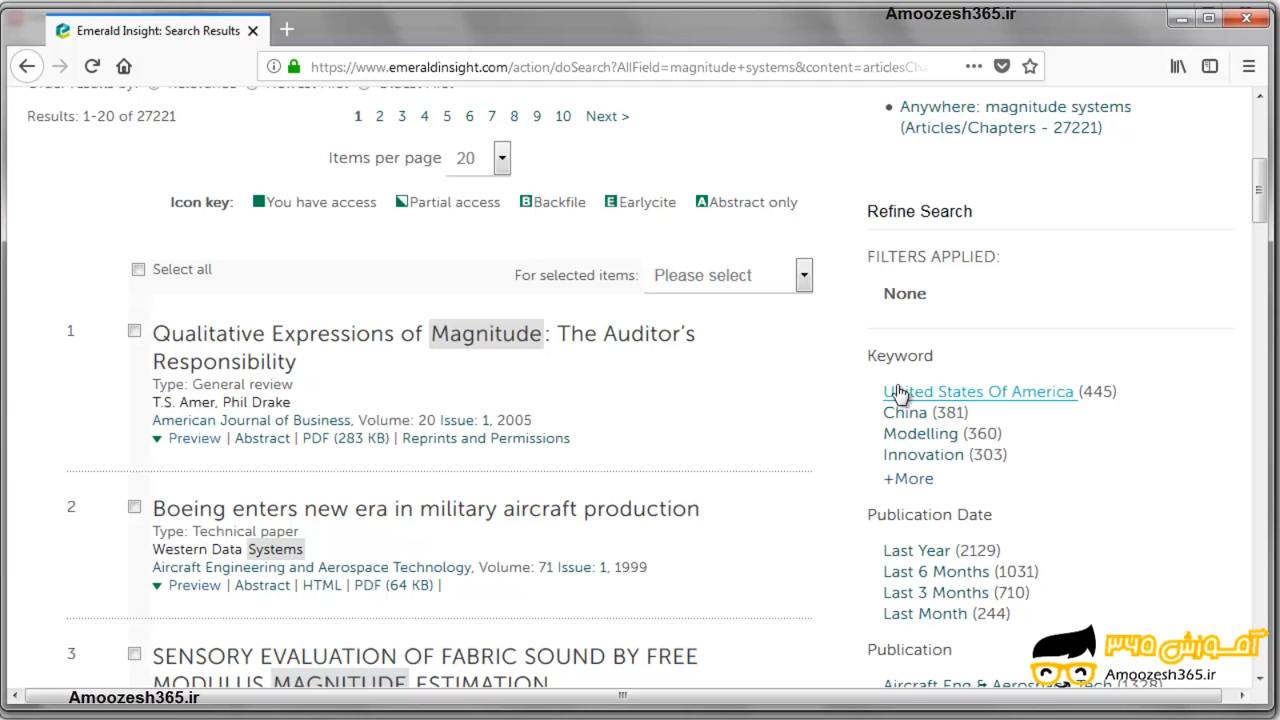 Amoozesh365.ir
Emerald Insight: Search Results
https://www.emeraldinsight.com/action/doSearch?AllField=magnitude+systems&content=articlesCh
Results: 1-20 of 27221
1 2 3 4 5 6 7 8 9 10 Next >
Items per page 20
Icon key: You have access Partial access B Backfile E Earlycite A Abstract only
Select all
For selected items: Please select
1
Qualitative Expressions of Magnitude: The Auditor's
Responsibility
Type: General review
T.S. Amer, Phil Drake
American Journal of Business, Volume: 20 Issue: 1, 2005
Preview | Abstract | PDF (283 KB) | Reprints and Permissions
2
Boeing enters new era in military aircraft production
Type: Technical paper
Western Data Systems
Aircraft Engineering and Aerospace Technology, Volume: 71 Issue: 1, 1999
Preview | Abstract | HTML | PDF (64 KB) |
3
SENSORY EVALUATION OF FABRIC SOUND BY FREE
MODULUS MAGNITUDE ESTIMATION
Anywhere: magnitude systems
(Articles/Chapters - 27221)
Refine Search
FILTERS APPLIED:
None
Keyword
United States Of America (445)
China (381)
Modelling (360)
Innovation (303)
+More
Publication Date
Last Year (2129)
Last 6 Months (1031)
Last 3 Months (710)
Last Month (244)
Publication
Aircraft Eng & Aerospace Tech (1328)
آموزش ۳۶۵
Amoozesh365.ir
Amoozesh365.ir